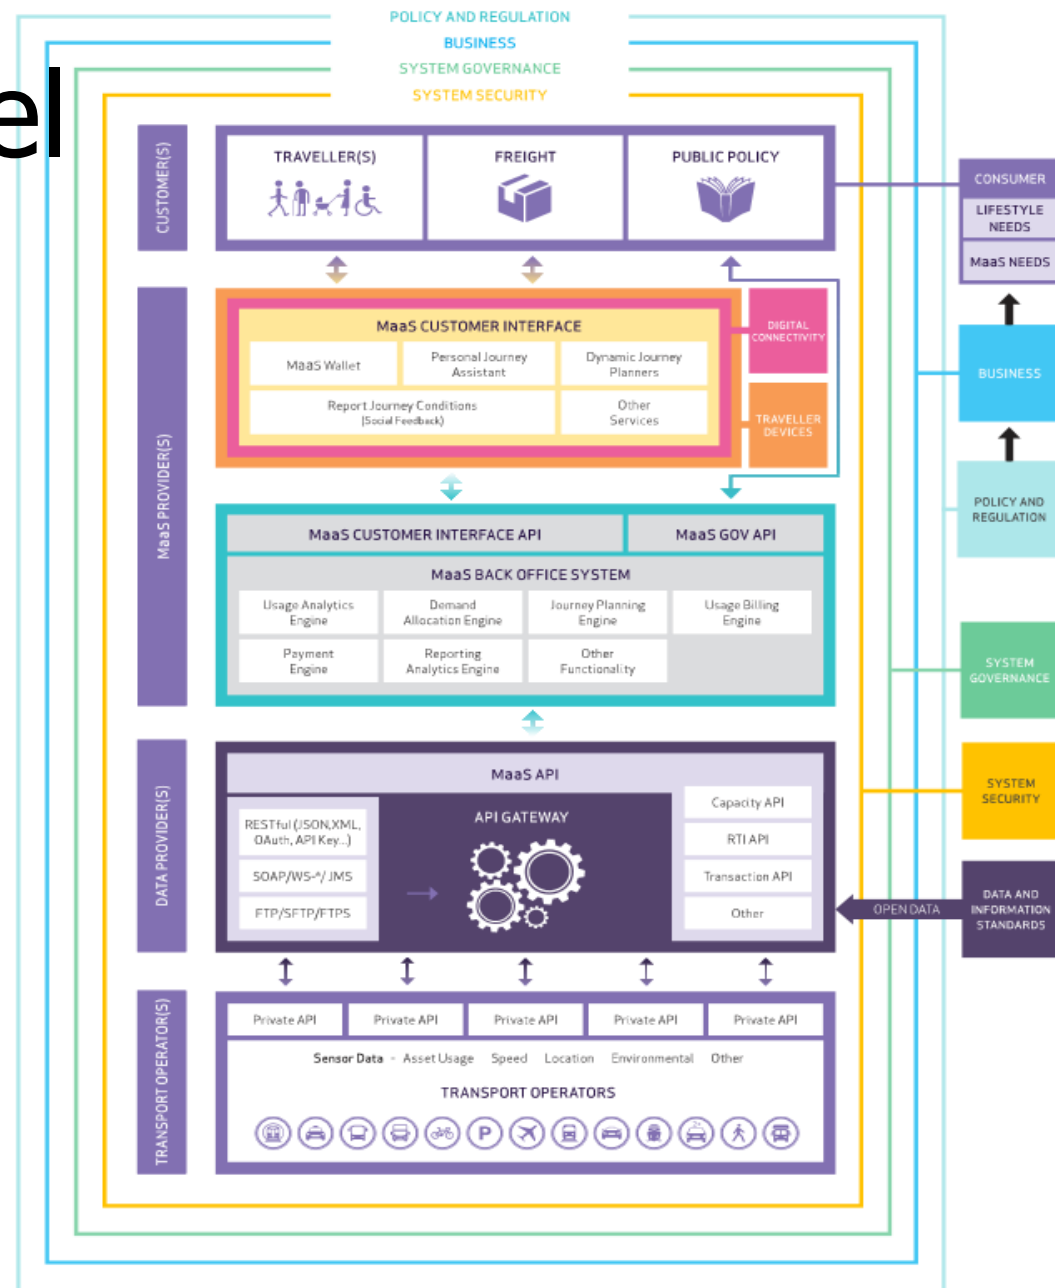 POLICY AND REGULATION
BUSINESS
SYSTEM GOVERNANCE
SYSTEM SECURITY
el
CUSTOMER(S)
TRAVELLER(S)
FREIGHT
PUBLIC POLICY
CONSUMER
LIFESTYLE
NEEDS
MaaS NEEDS
MaaS PROVIDER(S)
MaaS CUSTOMER INTERFACE
MaaS Wallet
Personal Journey
Assistant
Dynamic Journey
Planners
Report Journey Conditions
(Social Feedback)
Other
Services
DIGITAL
CONNECTIVITY
TRAVELLER
DEVICES
BUSINESS
POLICY AND
REGULATION
MaaS CUSTOMER INTERFACE API
MaaS GOV API
MaaS BACK OFFICE SYSTEM
Usage Analytics
Engine
Demand
Allocation Engine
Journey Planning
Engine
Usage Billing
Engine
Payment
Engine
Reporting
Analytics Engine
Other
Functionality
SYSTEM
GOVERNANCE
DATA PROVIDER(S)
MaaS API
RESTful (JSON,XML,
OAuth, API Key...)
SOAP/WS-*/ JMS
FTP/SFTP/FTPS
API GATEWAY
Capacity API
RTI API
Transaction API
Other
SYSTEM
SECURITY
OPEN DATA
DATA AND
INFORMATION
STANDARDS
TRANSPORT OPERATOR(S)
Private API
Private API
Private API
Private API
Private API
Sensor Data - Asset Usage Speed Location Environmental Other
TRANSPORT OPERATORS
P